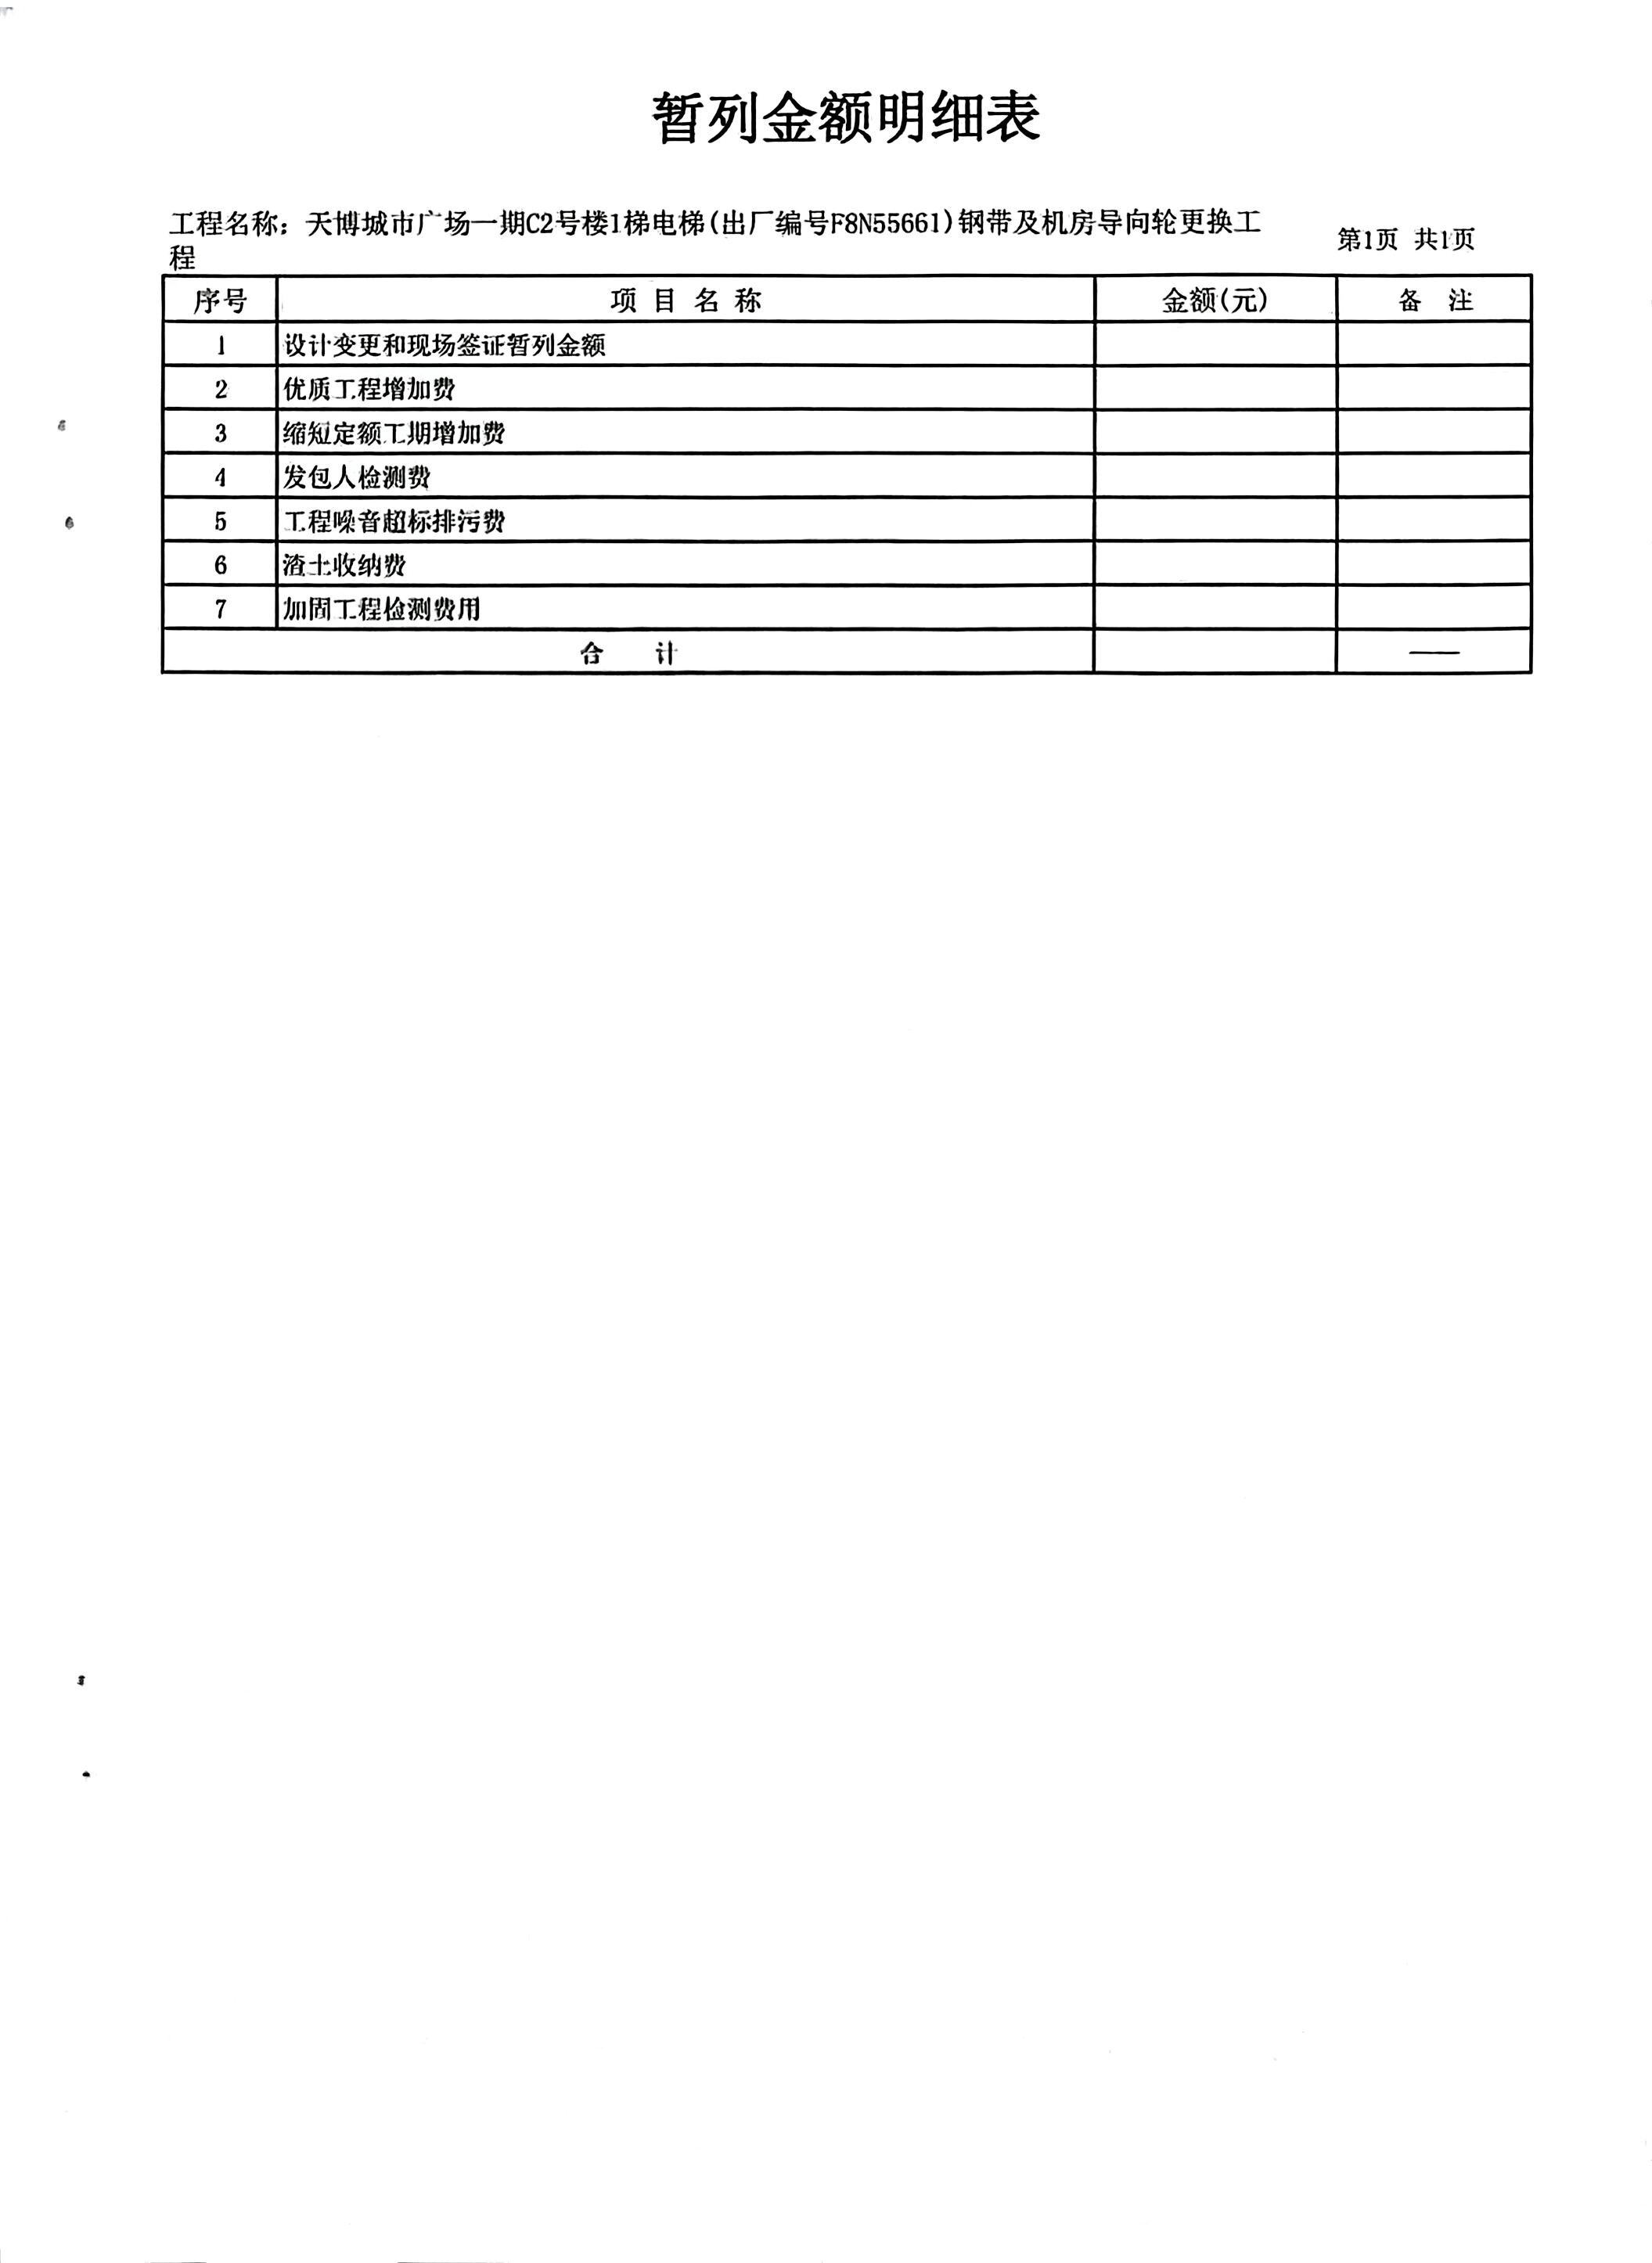 暂列金额明细表
工程名称：天博城市广场一期C2号楼1梯电梯(出厂编号F8N55661)钢带及机房导向轮更换工
程
第1页 共1页
序号 项 目 名 称 金额(元) 备 注
1 设计变更和现场签证暂列金额
2 优质工程增加费
3 缩短定额工期增加费
4 发包人检测费
5 工程噪音超标排污费
6 渣土收纳费
7 加固工程检测费用
合 计 ——